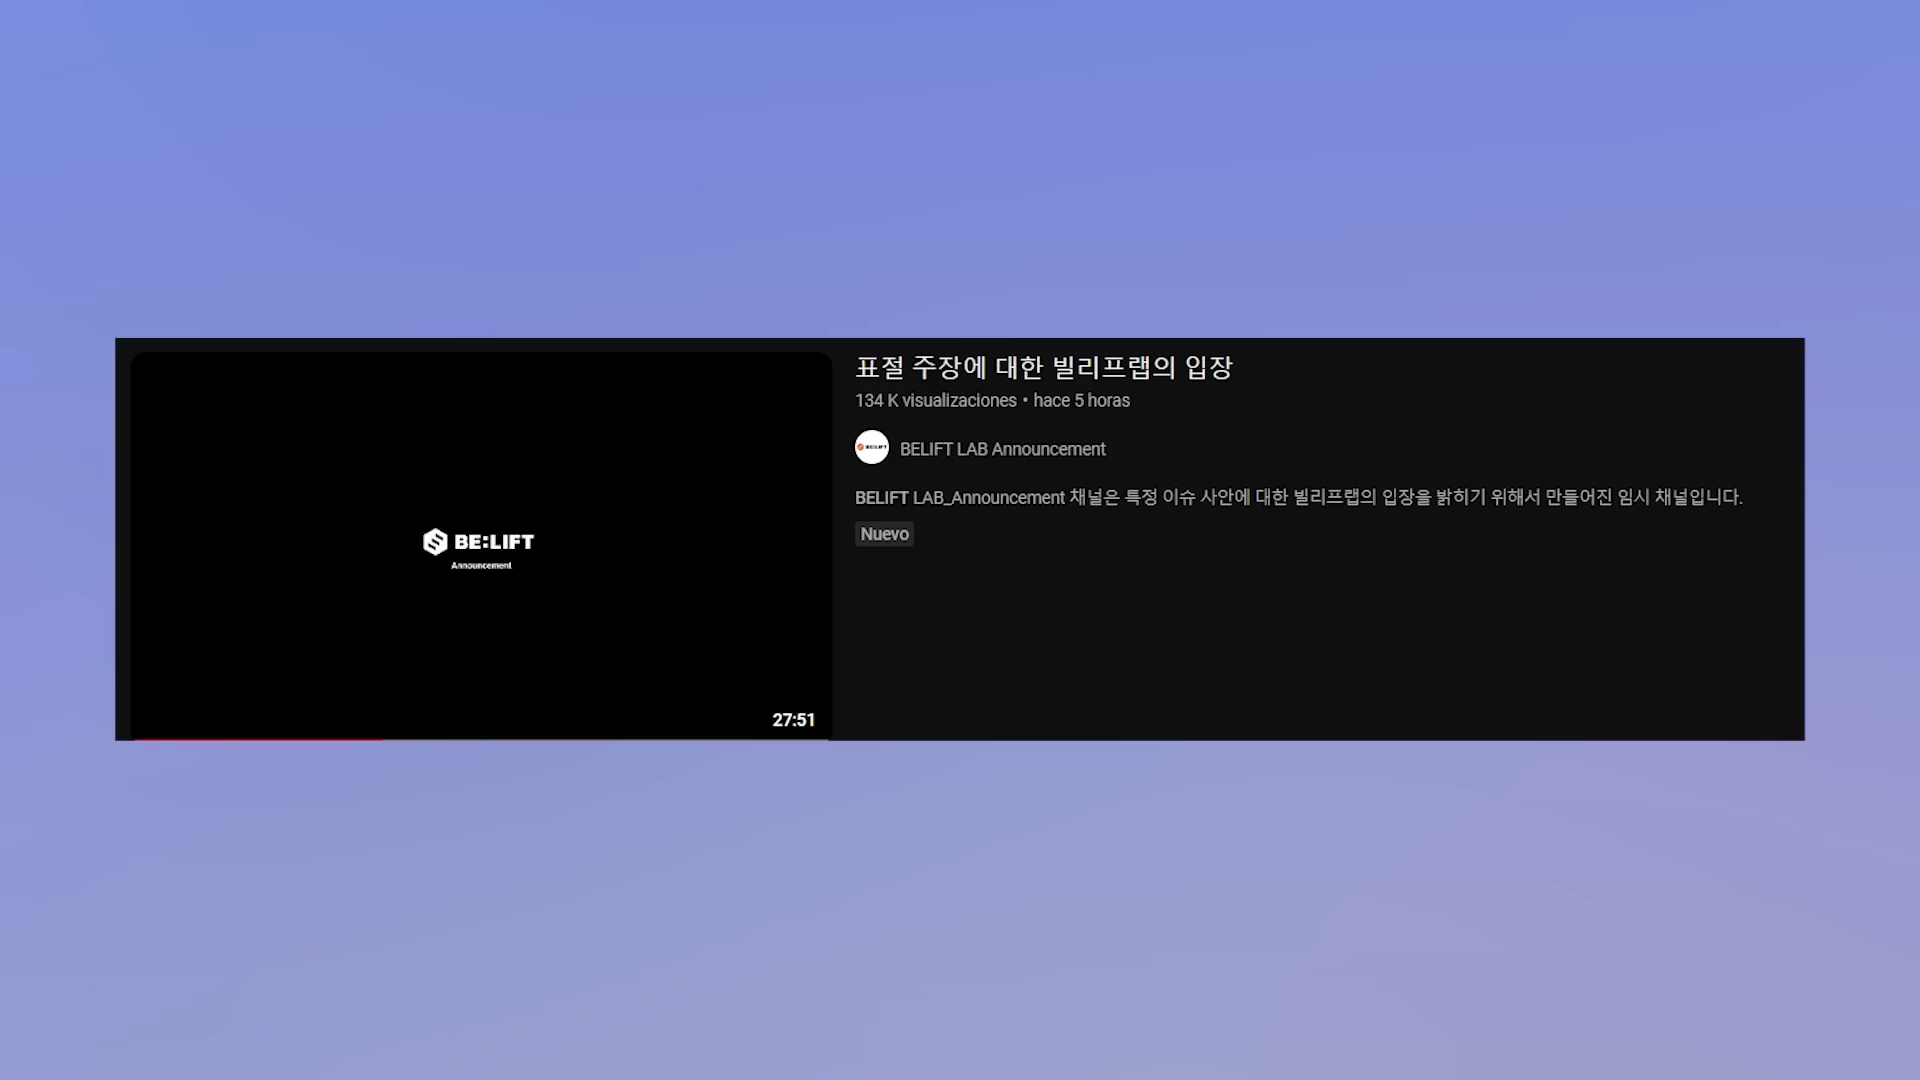 BE:LIFT
Announcement
27:51
표절 주장에 대한 빌리프랩의 입장
134 K visualizaciones • hace 5 horas
BELIFT
BELIFT LAB Announcement
BELIFT LAB_Announcement 채널은 특정 이슈 사안에 대한 빌리프랩의 입장을 밝히기 위해서 만들어진 임시 채널입니다.
Nuevo